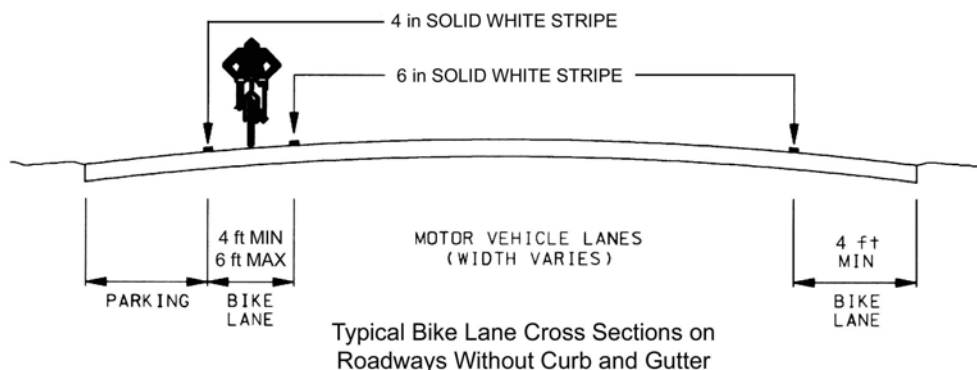 4 in SOLID WHITE STRIPE
6 in SOLID WHITE STRIPE
4 ft MIN
6 ft MAX
MOTOR VEHICLE LANES
(WIDTH VARIES)
4 ft
MIN
PARKING
BIKE
LANE
BIKE
LANE
Typical Bike Lane Cross Sections on
Roadways Without Curb and Gutter